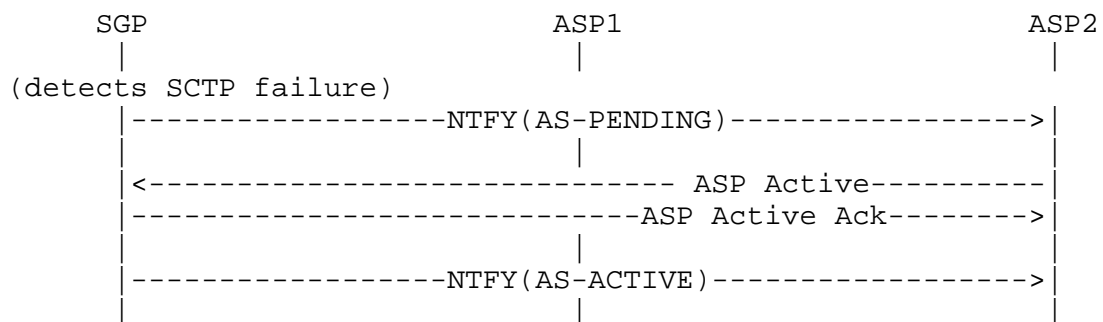 SGP ASP1 ASP2
| | |
(detects SCTP failure) | |
|------------------NTFY(AS-PENDING)----------------->|
| | |
|<------------------------------ ASP Active----------|
|-----------------------------ASP Active Ack-------->|
| | |
|------------------NTFY(AS-ACTIVE)------------------>|
| | |